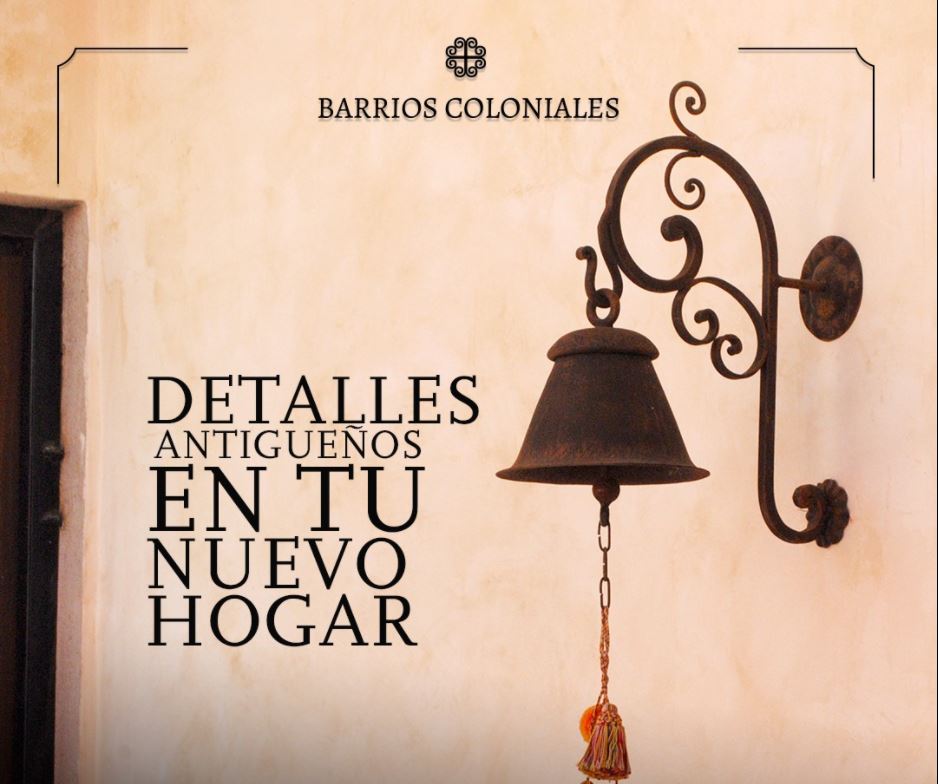 BARRIOS COLONIALES
DETALLES
ANTIGUEÑOS
EN TU
NUEVO
HOGAR